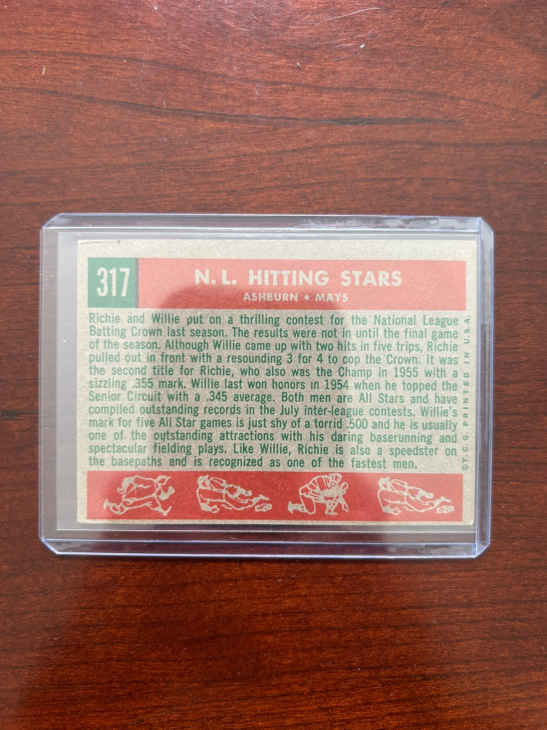 317
N. L. HITTING STARS
ASHBURN • MAYS
Richie and Willie put on a thrilling contest for the National League
Batting Crown last season. The results were not in until the final game
of the season. Although Willie came up with two hits in five trips, Richie
pulled out in front with a resounding 3 for 4 to cop the Crown. It was
the second title for Richie, who also was the Champ in 1955 with a
sizzling .355 mark. Willie last won honors in 1954 when he topped the
Senior Circuit with a .345 average. Both men are All Stars and have
compiled outstanding records in the July inter-league contests. Willie's
mark for five All Star games is just shy of a torrid .500 and he is usually
one of the outstanding attractions with his daring baserunning and
spectacular fielding plays. Like Willie, Richie is also a speedster on
the basepaths and is recognized as one of the fastest men.
©T.C.G. PRINTED IN U.S.A.